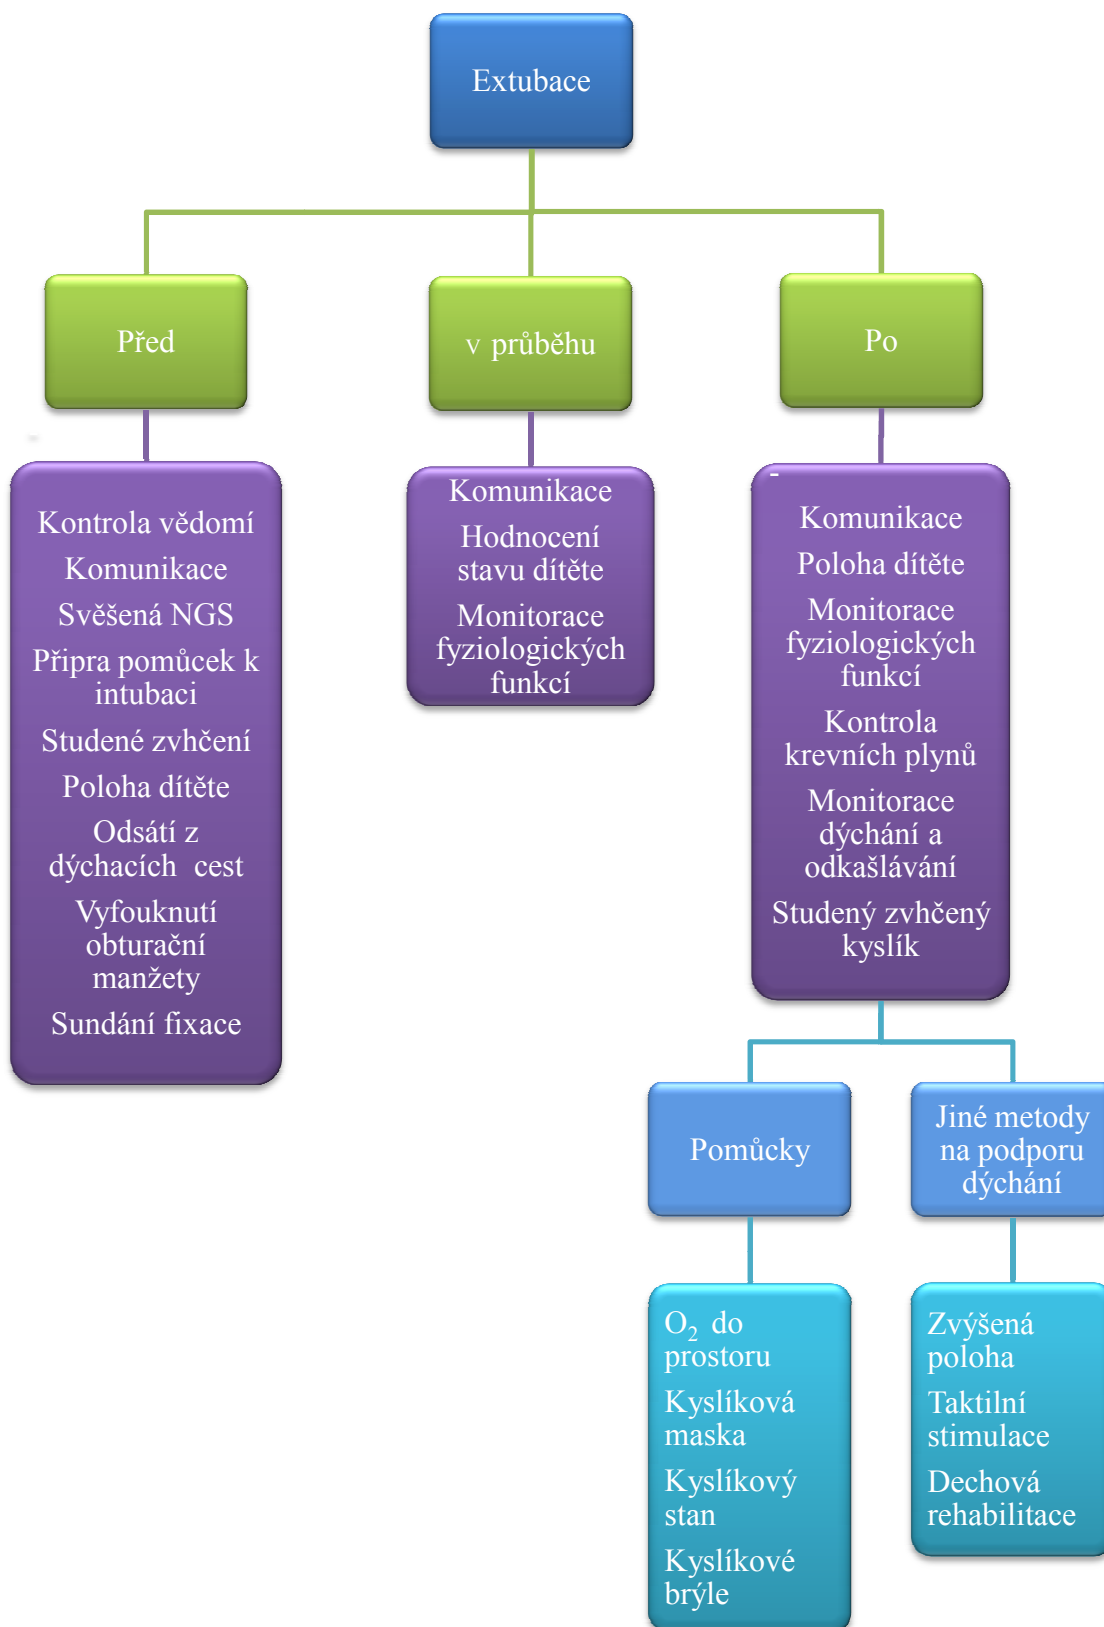 Extubace
Před
v průběhu
Po
Kontrola vědomí
Komunikace
Svěšená NGS
Připra pomůcek k
intubaci
Studené zvhčení
Poloha dítěte
Odsátí z
dýchacích cest
Vyfouknutí
obturační
manžety
Sundání fixace
Komunikace
Hodnocení
stavu dítěte
Monitorace
fyziologických
funkcí
-
Komunikace
Poloha dítěte
Monitorace
fyziologických
funkcí
Kontrola
krevních plynů
Monitorace
dýchání a
odkašlávání
Studený zvhčený
kyslík
Pomůcky
Jiné metody
na podporu
dýchání
O₂ do
prostoru
Kyslíková
maska
Kyslíkový
stan
Kyslíkové
brýle
Zvýšená
poloha
Taktilní
stimulace
Dechová
rehabilitace